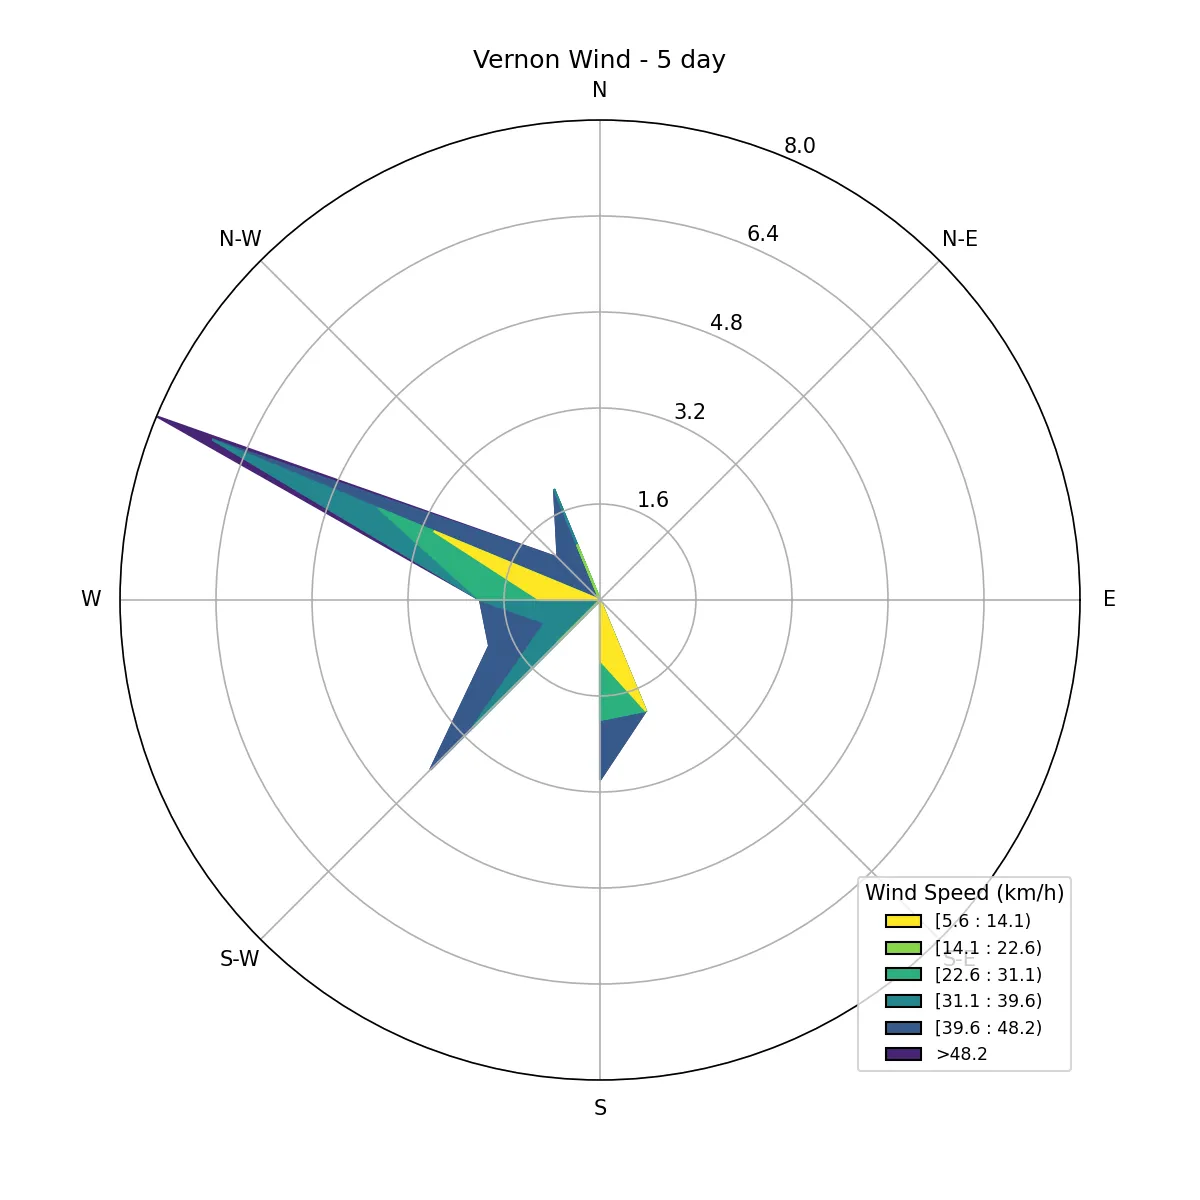 Vernon Wind - 5 day
N
8.0
N-W
N-E
6.4
4.8
3.2
1.6
W
E
S-W
S-E
S
Wind Speed (km/h)
[5.6 : 14.1)
[14.1 : 22.6)
[22.6 : 31.1)
[31.1 : 39.6)
[39.6 : 48.2)
>48.2